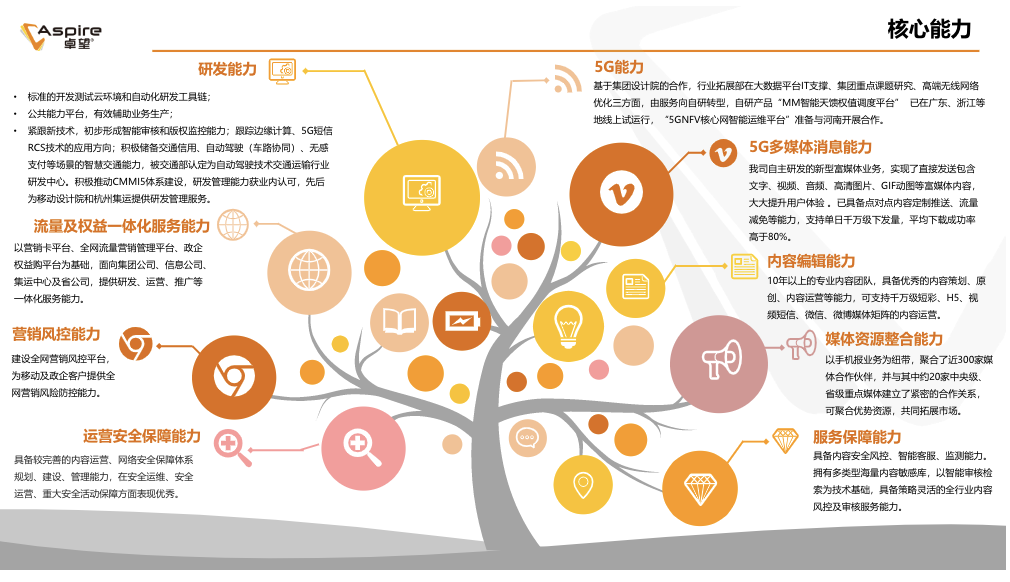 Aspire
卓望®
核心能力
研发能力
• 标准的开发测试云环境和自动化研发工具链；
• 公共能力平台，有效辅助业务生产；
• 紧跟新技术，初步形成智能审核和版权监控能力；跟踪边缘计算、5G短信
RCS技术的应用方向；积极储备交通信用、自动驾驶（车路协同）、无感
支付等场景的智慧交通能力，被交通部认定为自动驾驶技术交通运输行业
研发中心。积极推动CMMI5体系建设，研发管理能力获业内认可，先后
为移动设计院和杭州集运提供研发管理服务。
流量及权益一体化服务能力
以营销卡平台、全网流量营销管理平台、政企
权益购平台为基础，面向集团公司、信息公司、
集运中心及省公司，提供研发、运营、推广等
一体化服务能力。
营销风控能力
建设全网营销风控平台，
为移动及政企客户提供全
网营销风险防控能力。
运营安全保障能力
具备较完善的内容运营、网络安全保障体系
规划、建设、管理能力，在安全运维、安全
运营、重大安全活动保障方面表现优秀。
5G能力
基于集团设计院的合作，行业拓展部在大数据平台IT支撑、集团重点课题研究、高端无线网络
优化三方面，由服务向自研转型，自研产品“MM智能天馈权值调度平台” 已在广东、浙江等
地线上试运行，“5GNFV核心网智能运维平台”准备与河南开展合作。
5G多媒体消息能力
我司自主研发的新型富媒体业务，实现了直接发送包含
文字、视频、音频、高清图片、GIF动图等富媒体内容，
大大提升用户体验 。已具备点对点内容定制推送、流量
减免等能力，支持单日千万级下发量，平均下载成功率
高于80%。
内容编辑能力
10年以上的专业内容团队，具备优秀的内容策划、原
创、内容运营等能力，可支持千万级短彩、H5、视
频短信、微信、微博媒体矩阵的内容运营。
媒体资源整合能力
以手机报业务为纽带，聚合了近300家媒
体合作伙伴，并与其中约20家中央级、
省级重点媒体建立了紧密的合作关系，
可聚合优势资源，共同拓展市场。
服务保障能力
具备内容安全风控、智能客服、监测能力。
拥有多类型海量内容敏感库，以智能审核检
索为技术基础，具备策略灵活的全行业内容
风控及审核服务能力。